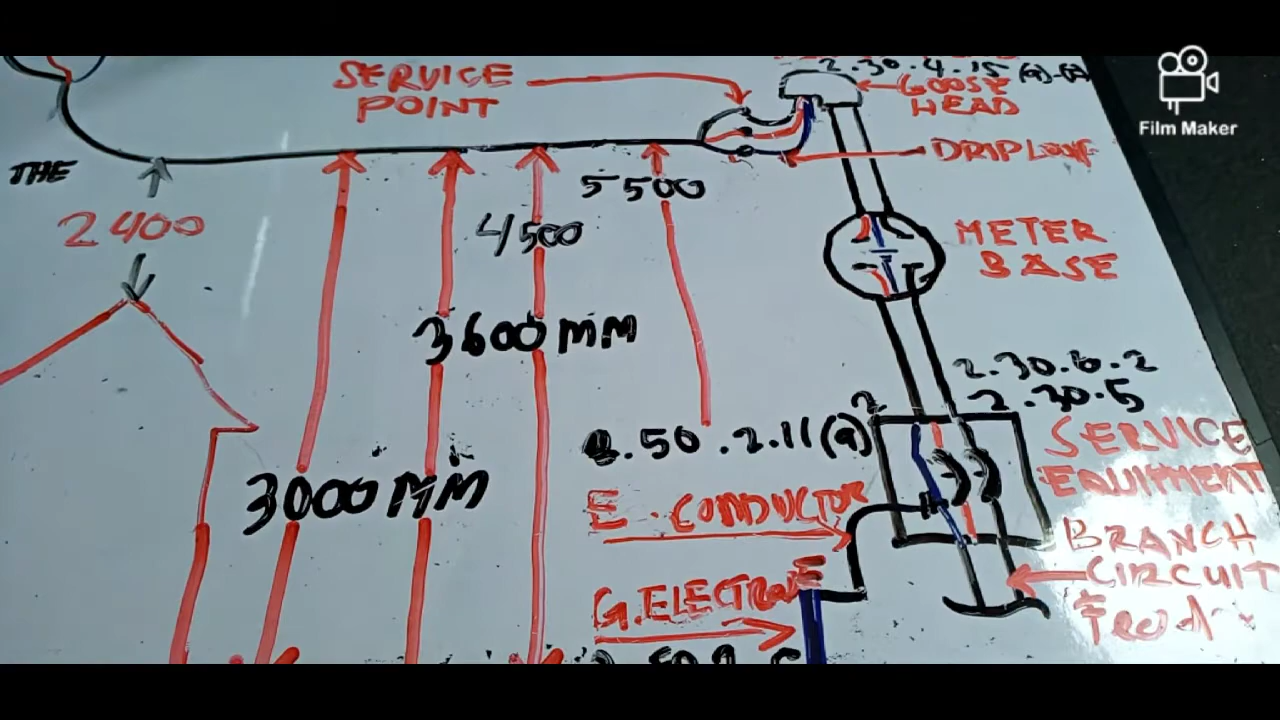 SERVICE
POINT
2.30.4.15 (a)-
GOOSE
HEAD
Film Maker
DRIP LOOP
THE
2400
5500
4500
METER
BASE
3600 MM
2.30.6.2
2.30.5
2.50.2.11(a)
SERVICE
EQUIPMENT
3000 MM
E. CONDUCTOR
BRANCH
CIRCUIT
G. ELECTRODE